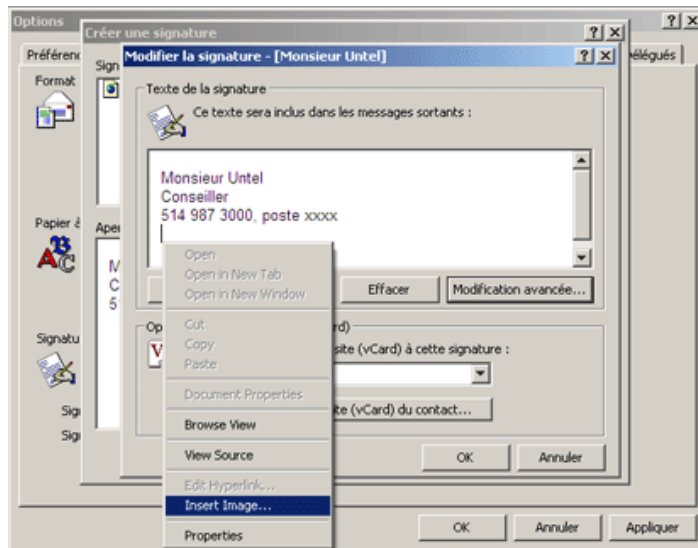 Options
Créer une signature
Modifier la signature - [Monsieur Untel]
Préférenc
élégués
Sign
Format
Texte de la signature
Ce texte sera inclus dans les messages sortants :
Monsieur Untel
Conseiller
514 987 3000, poste xxxx
Papier à
Aper
M
C
5
Effacer
Modification avancée...
Open
Open in New Tab
Open in New Window
Cut
Copy
Paste
Document Properties
Browse View
View Source
Edit Hyperlink...
Insert Image...
Properties
Op
rd)
V
site (vCard) à cette signature :
ite (vCard) du contact...
Signatu
Sig
Sig
OK
Annuler
OK
Annuler
Appliquer